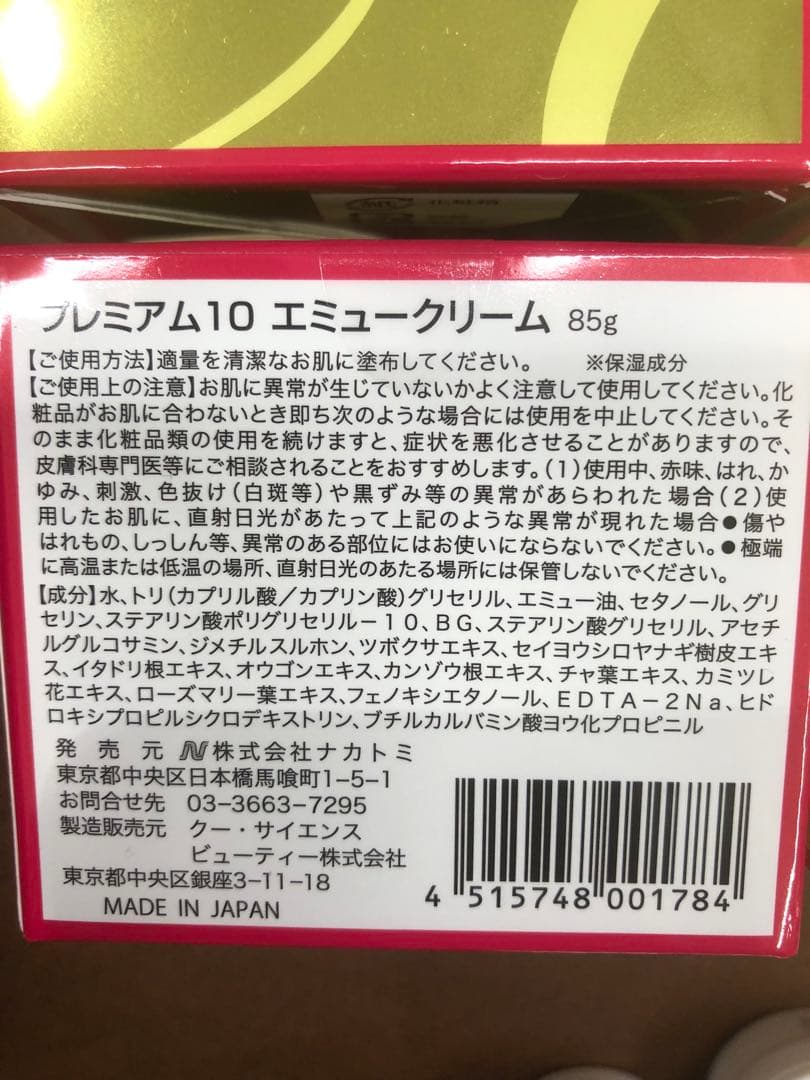 プレミアム10 エミュークリーム 85g
【ご使用方法】適量を清潔なお肌に塗布してください。 ※保湿成分
【ご使用上の注意】お肌に異常が生じていないかよく注意して使用してください。化
粧品がお肌に合わないとき即ち次のような場合には使用を中止してください。そ
のまま化粧品類の使用を続けますと、症状を悪化させることがありますので、
皮膚科専門医等にご相談されることをおすすめします。(1)使用中、赤味、はれ、か
ゆみ、刺激、色抜け(白斑等)や黒ずみ等の異常があらわれた場合(2)使
用したお肌に、直射日光があたって上記のような異常が現れた場合●傷や
はれもの、しっしん等、異常のある部位にはお使いにならないでください。●極端
に高温または低温の場所、直射日光のあたる場所には保管しないでください。
【成分】水、トリ(カプリル酸/カプリン酸)グリセリル、エミュー油、セタノール、グリ
セリン、ステアリン酸ポリグリセリル-10、BG、ステアリン酸グリセリル、アセチ
ルグルコサミン、ジメチルスルホン、ツボクサエキス、セイヨウシロヤナギ樹皮エキ
ス、イタドリ根エキス、オウゴンエキス、カンゾウ根エキス、チャ葉エキス、カミツレ
花エキス、ローズマリー葉エキス、フェノキシエタノール、EDTA-2Na、ヒド
ロキシプロピルシクロデキストリン、ブチルカルバミン酸ヨウ化プロピニル
発 売 元 N 株式会社ナカトミ
東京都中央区日本橋馬喰町1-5-1
お問合せ先 03-3663-7295
製造販売元 クー・サイエンス
ビューティー株式会社
東京都中央区銀座3-11-18
MADE IN JAPAN
4 515748 001784